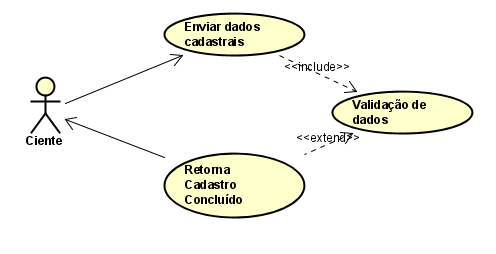 Enviar dados
cadastrais
<<include>>
Validação de
dados
<<extend>>
Ciente
Retorna
Cadastro
Concluído